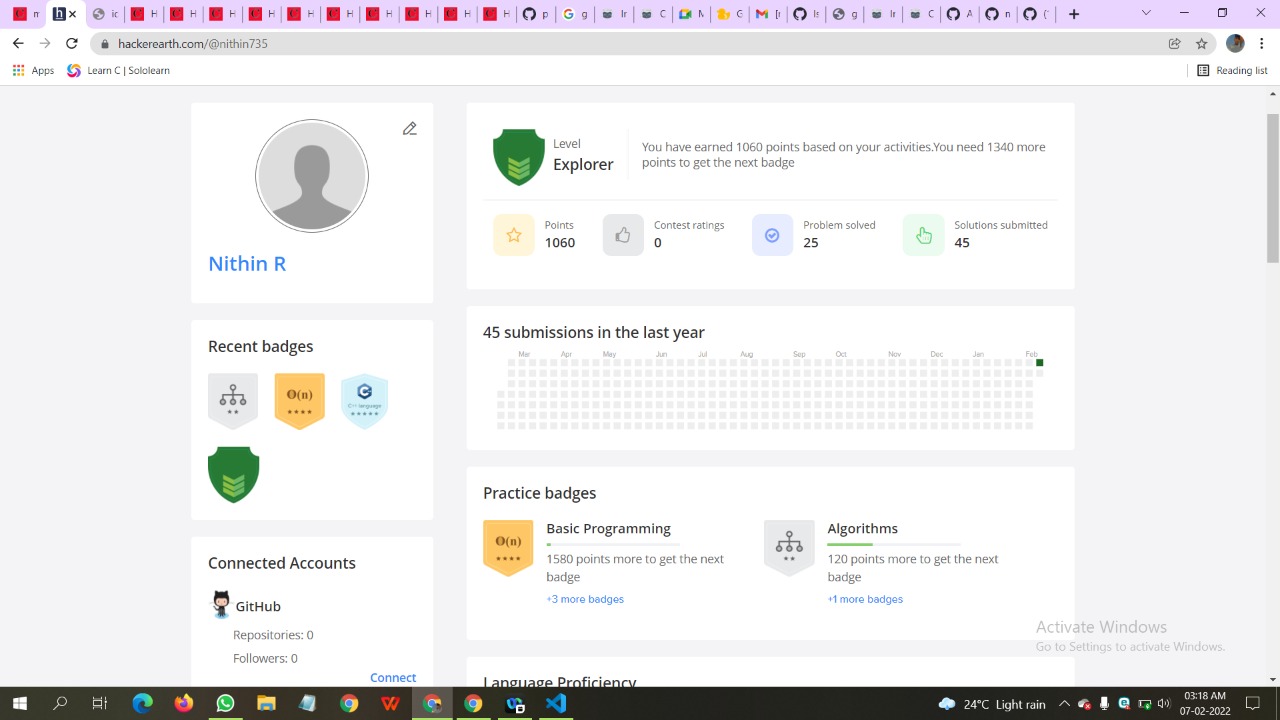 hackerearth.com/@nithin735
Apps
Learn C | Sololearn
Reading list
Nithin R
Level
Explorer
You have earned 1060 points based on your activities.You need 1340 more
points to get the next badge
Points
1060
Contest ratings
0
Problem solved
25
Solutions submitted
45
Recent badges
C++ language
45 submissions in the last year
Mar Apr May Jun Jul Aug Sep Oct Nov Dec Jan Feb
Practice badges
Basic Programming
1580 points more to get the next
badge
+3 more badges
Algorithms
120 points more to get the next
badge
+1 more badges
Connected Accounts
GitHub
Repositories: 0
Followers: 0
Connect
Language Proficiency
Activate Windows
Go to Settings to activate Windows.
24°C Light rain
03:18 AM
07-02-2022